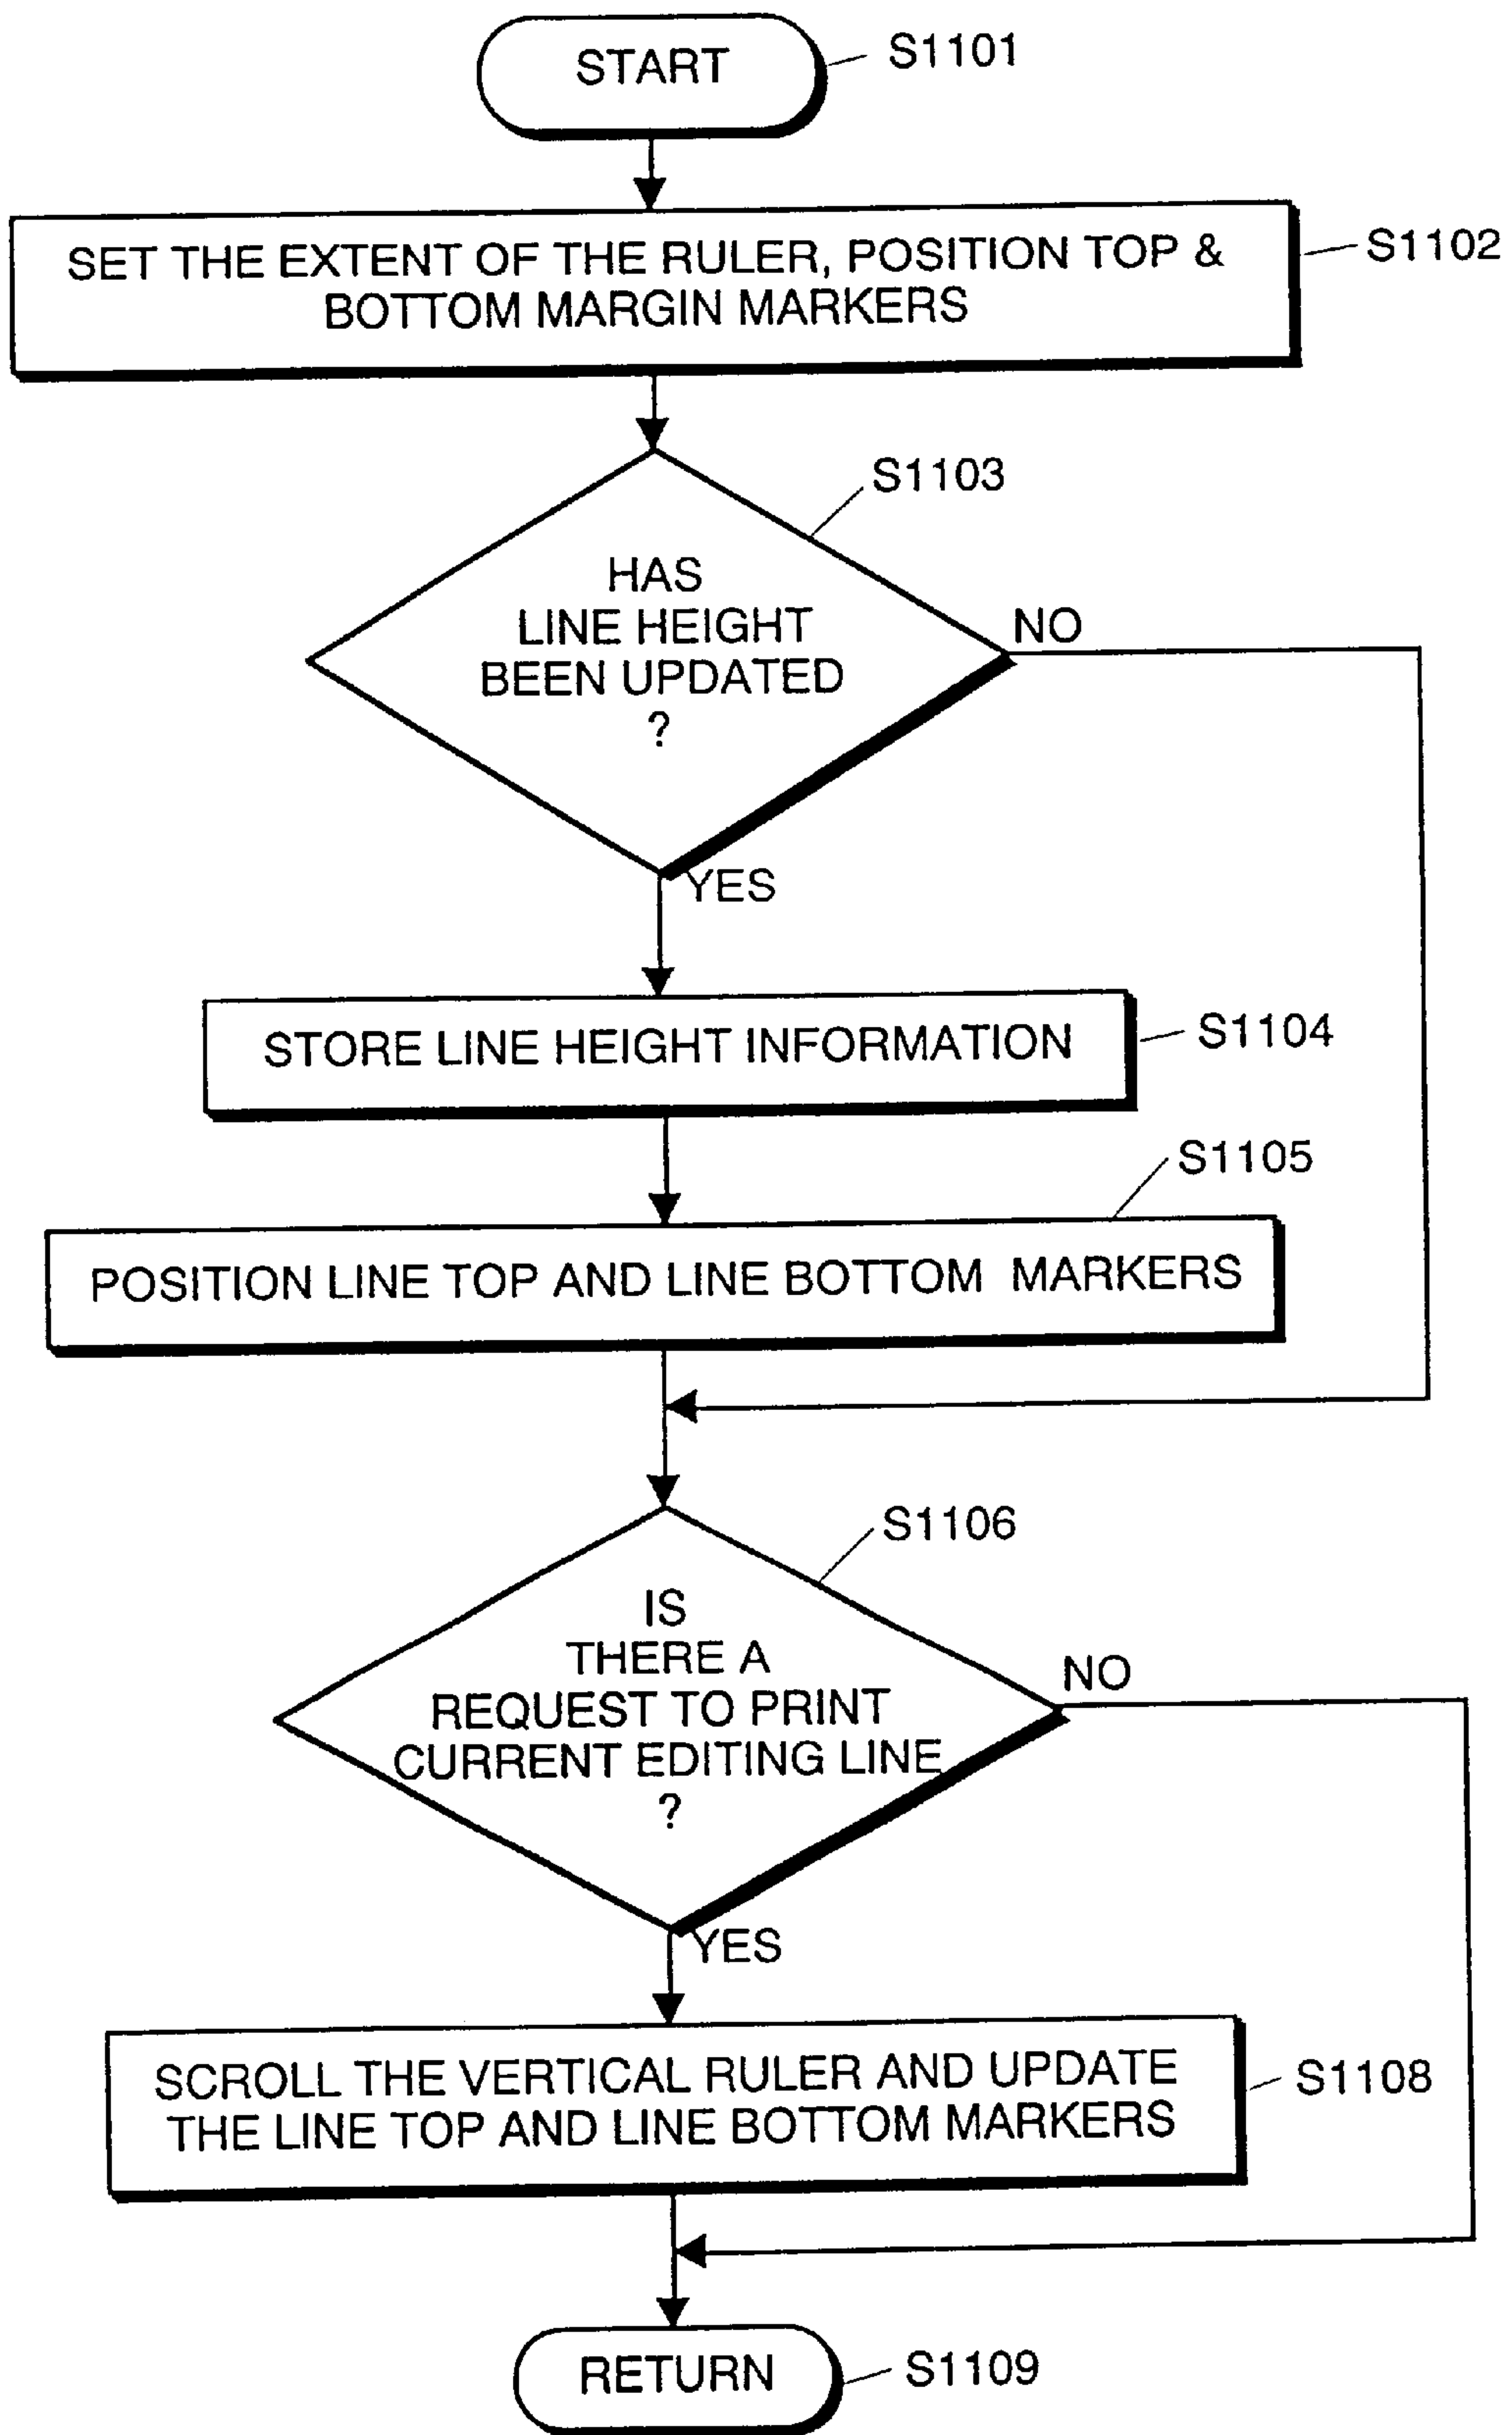 START
S1101
SET THE EXTENT OF THE RULER, POSITION TOP &
BOTTOM MARGIN MARKERS
S1102
S1103
HAS
LINE HEIGHT
BEEN UPDATED
?
NO
YES
STORE LINE HEIGHT INFORMATION
S1104
S1105
POSITION LINE TOP AND LINE BOTTOM MARKERS
S1106
IS
THERE A
REQUEST TO PRINT
CURRENT EDITING LINE
?
NO
YES
SCROLL THE VERTICAL RULER AND UPDATE
THE LINE TOP AND LINE BOTTOM MARKERS
S1108
RETURN
S1109